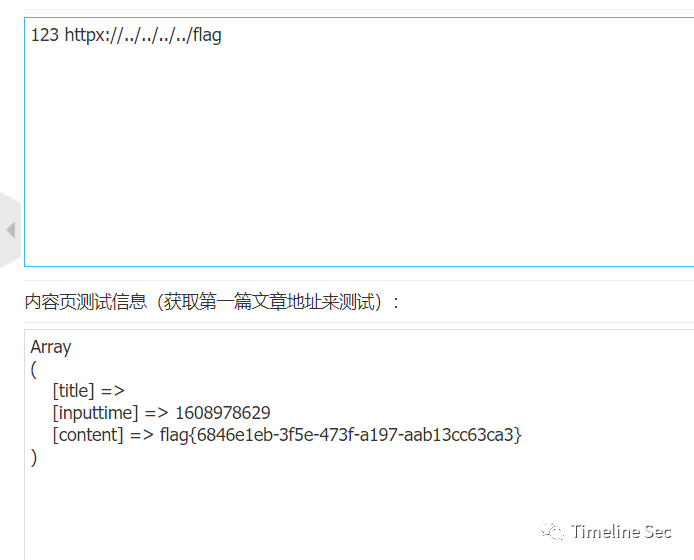 123 httpx://../../../../flag
内容页测试信息（获取第一篇文章地址来测试）：
Array
(
[title] =>
[inputtime] => 1608978629
[content] => flag{6846e1eb-3f5e-473f-a197-aab13cc63ca3}
)
Timeline Sec